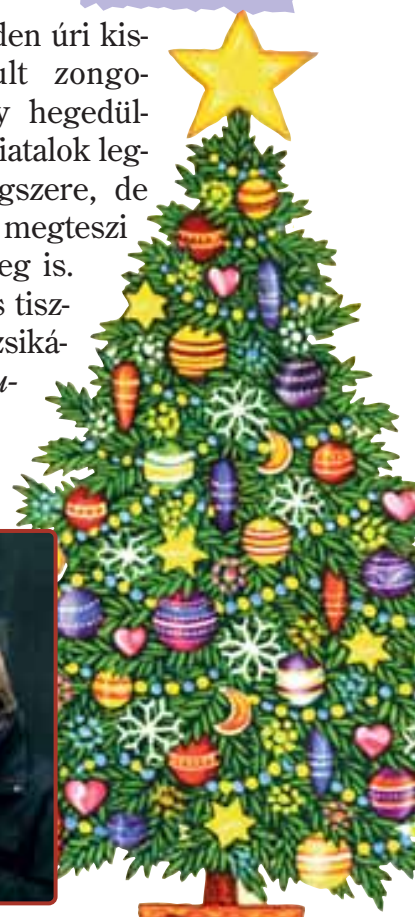 den úri kis-
ult zongo-
y hegedül-
iatalok leg-
gszere, de
megteszi
eg is.
s tisz-
zsiká-
u-